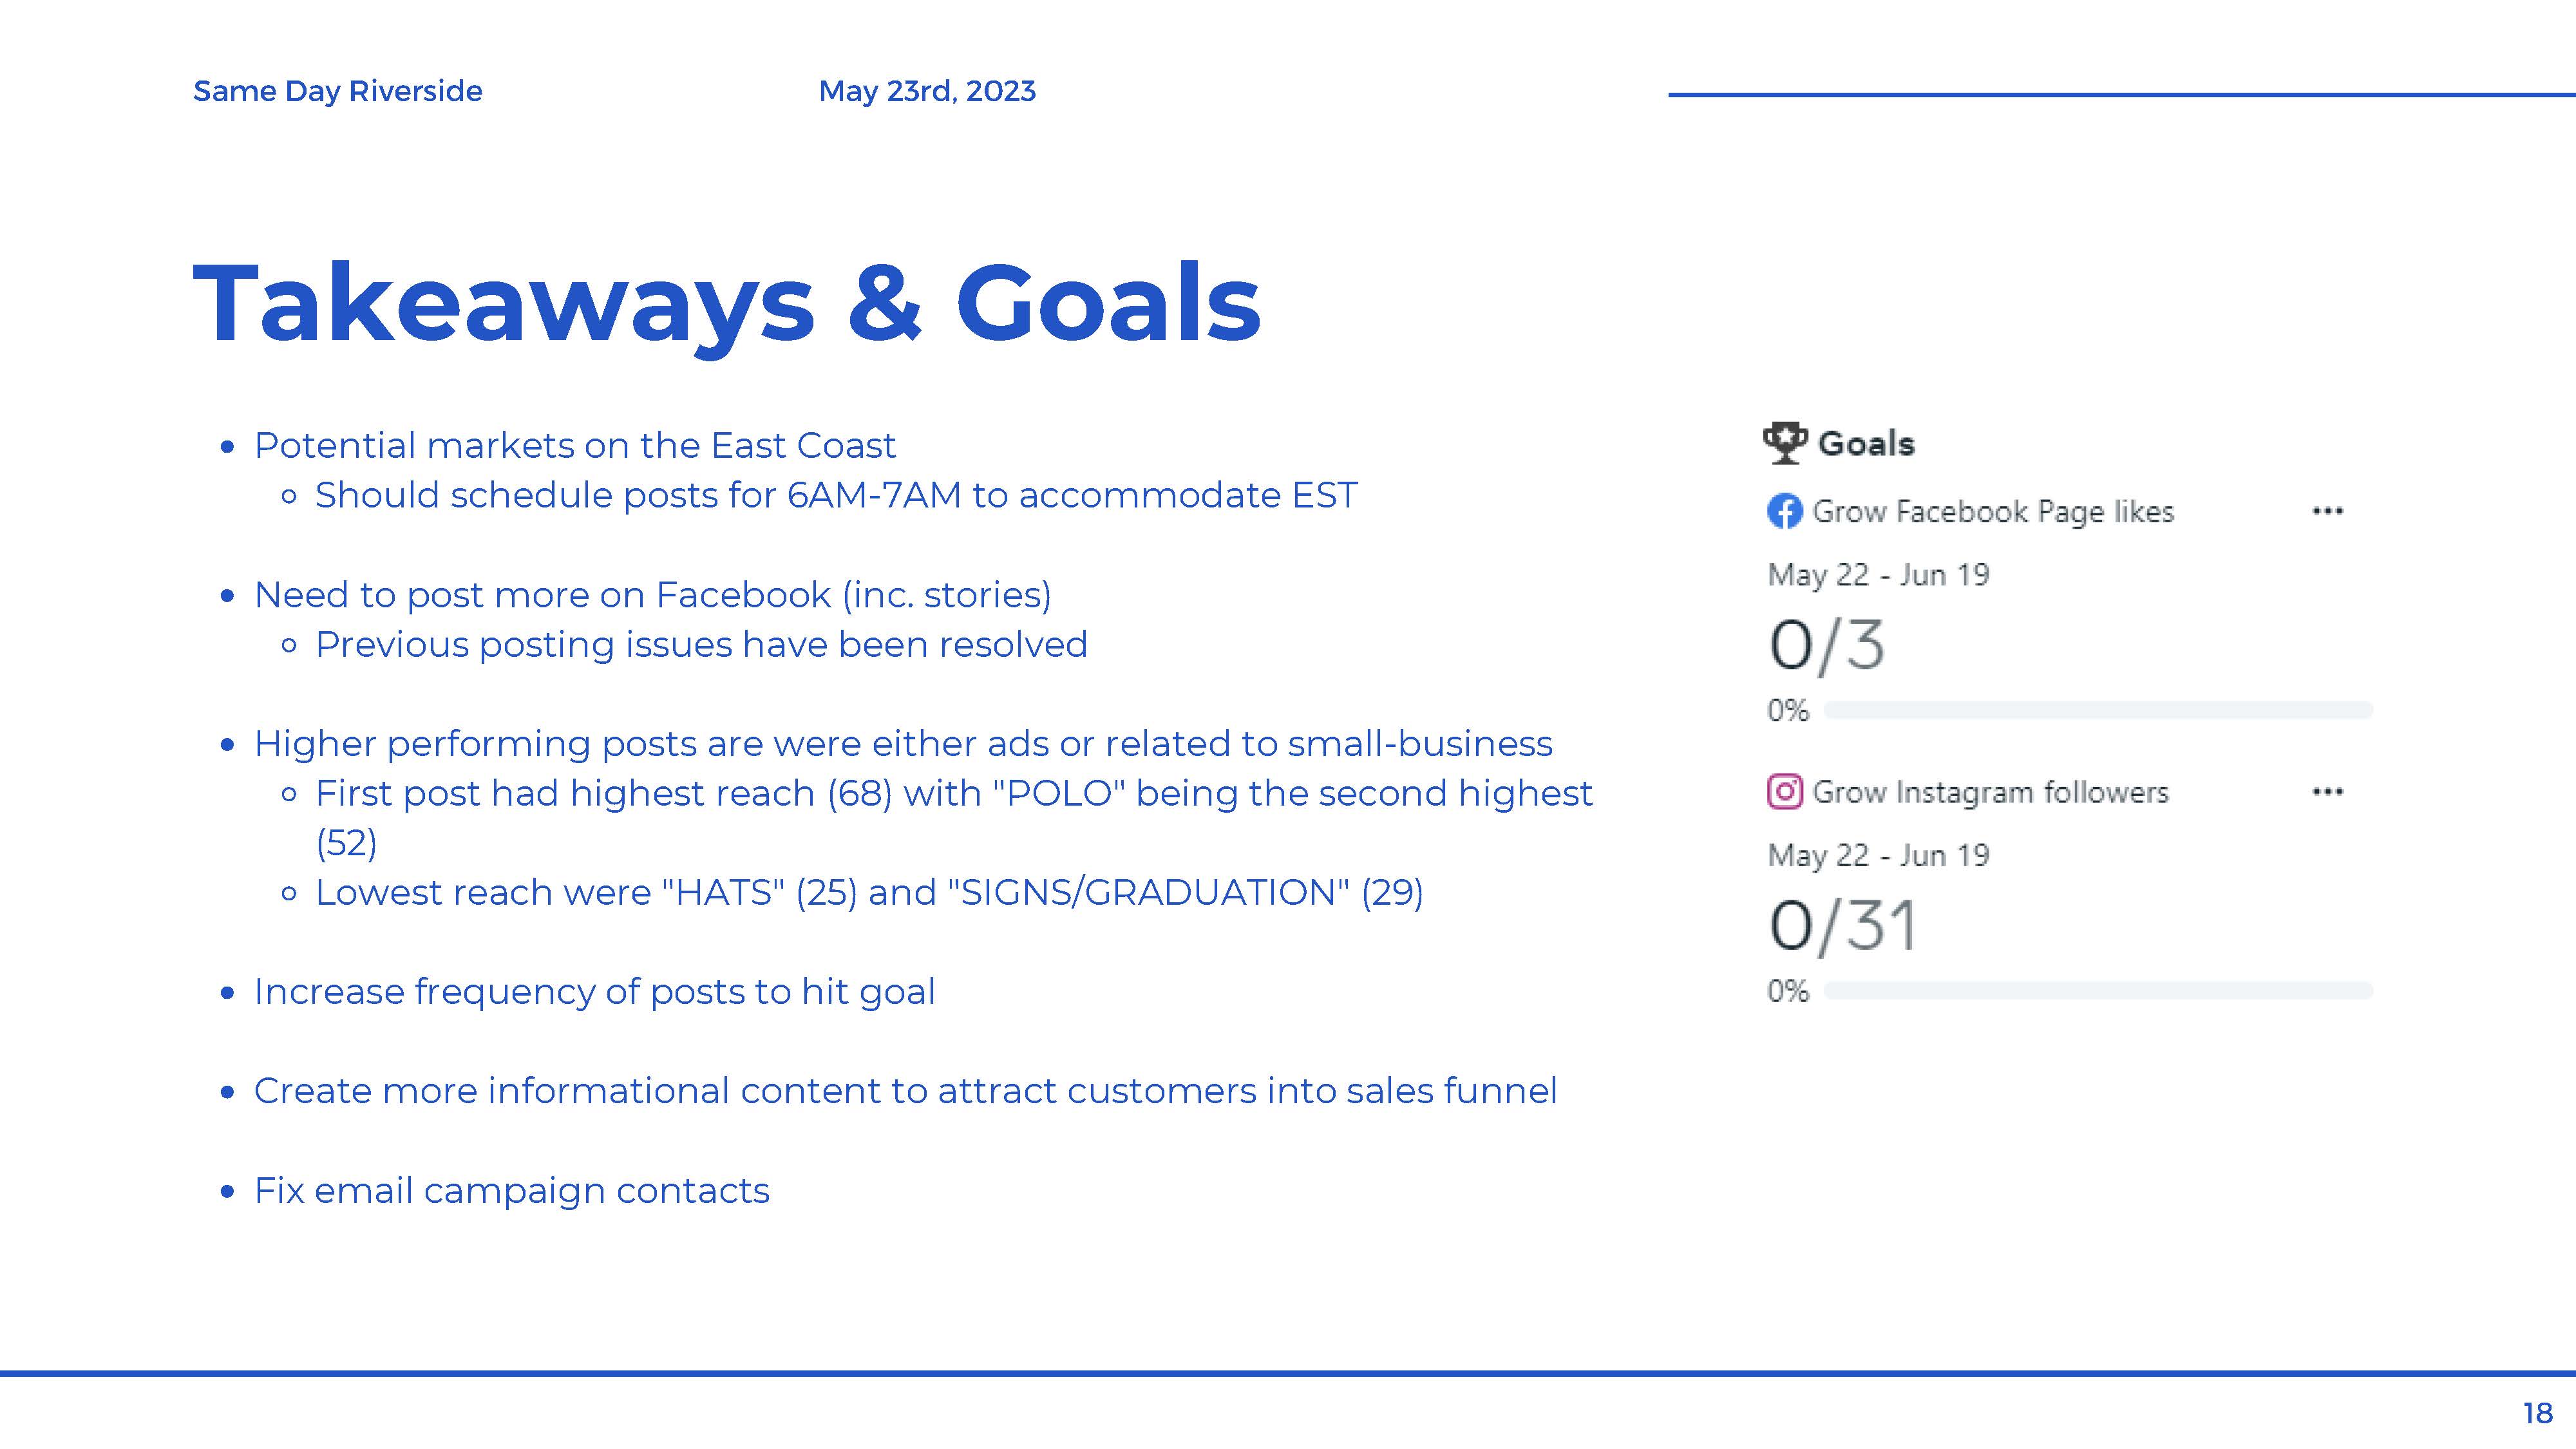 Same Day Riverside
May 23rd, 2023
Takeaways & Goals
• Potential markets on the East Coast
◦ Should schedule posts for 6AM-7AM to accommodate EST
• Need to post more on Facebook (inc. stories)
◦ Previous posting issues have been resolved
• Higher performing posts are were either ads or related to small-business
◦ First post had highest reach (68) with "POLO" being the second highest
(52)
◦ Lowest reach were "HATS" (25) and "SIGNS/GRADUATION" (29)
• Increase frequency of posts to hit goal
• Create more informational content to attract customers into sales funnel
• Fix email campaign contacts
Goals
Grow Facebook Page likes
May 22 - Jun 19
0/3
0%
Grow Instagram followers
May 22 - Jun 19
0/31
0%
18